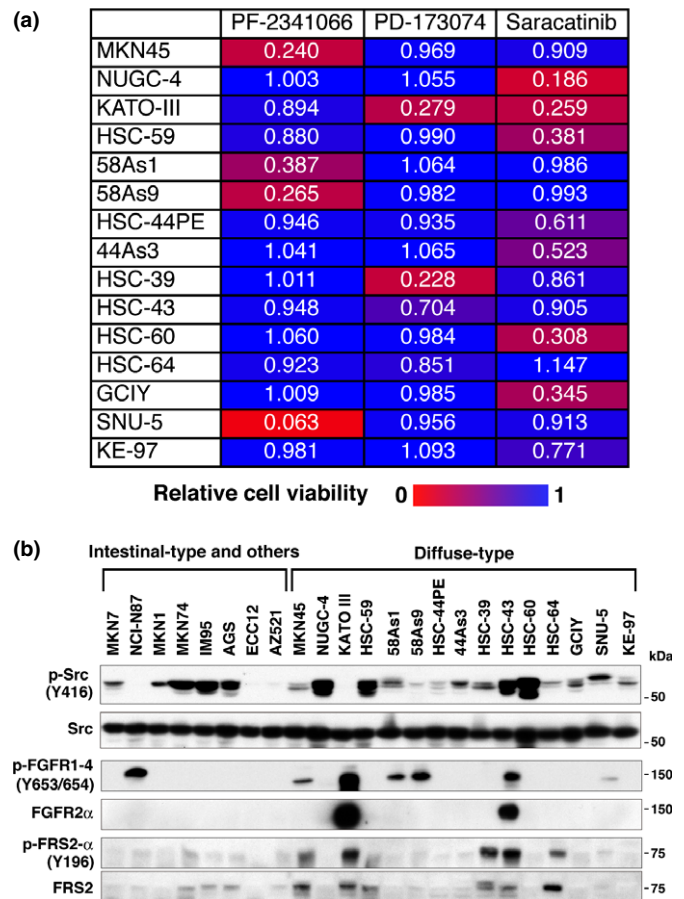 (a)
PF-2341066 PD-173074 Saracatinib
MKN45 0.240 0.969 0.909
NUGC-4 1.003 1.055 0.186
KATO-III 0.894 0.279 0.259
HSC-59 0.880 0.990 0.381
58As1 0.387 1.064 0.986
58As9 0.265 0.982 0.993
HSC-44PE 0.946 0.935 0.611
44As3 1.041 1.065 0.523
HSC-39 1.011 0.228 0.861
HSC-43 0.948 0.704 0.905
HSC-60 1.060 0.984 0.308
HSC-64 0.923 0.851 1.147
GCIY 1.009 0.985 0.345
SNU-5 0.063 0.956 0.913
KE-97 0.981 1.093 0.771
Relative cell viability 0 1
(b)
Intestinal-type and others Diffuse-type
MKN7 NCI-N87 MKN1 MKN74 IM95 AGS ECC12 AZ521 MKN45 NUGC-4 KATO III HSC-59 58As1 58As9 HSC-44PE 44As3 HSC-39 HSC-43 HSC-60 HSC-64 GCIY SNU-5 KE-97
kDa
p-Src
(Y416)
- 50
Src
- 50
p-FGFR1-4
(Y653/654)
- 150
FGFR2α
- 150
p-FRS2-α
(Y196)
- 75
FRS2
- 75